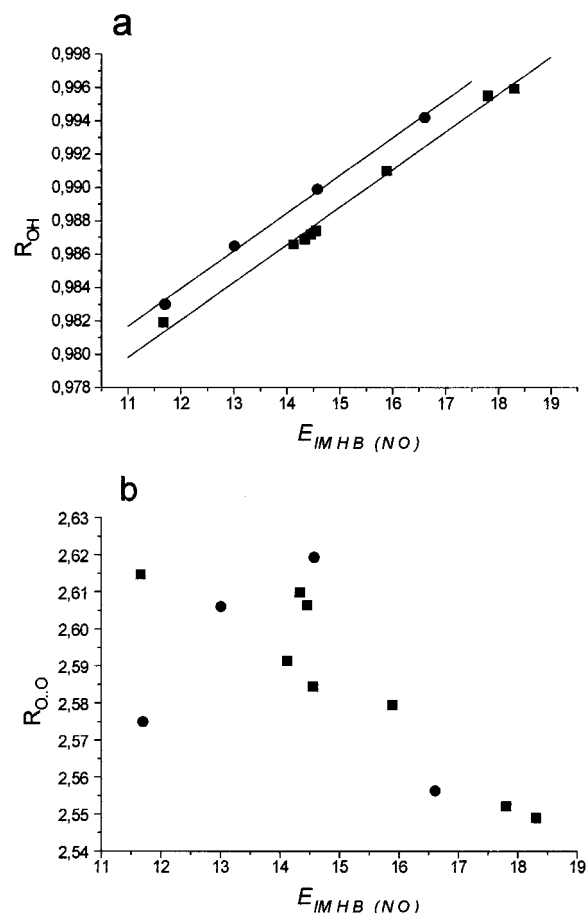 a
0,998
0,996
0,994
0,992
0,990
0,988
0,986
0,984
0,982
0,980
0,978
R_OH
11 12 13 14 15 16 17 18 19
E_IMHB (NO)
b
2,63
2,62
2,61
2,60
2,59
2,58
2,57
2,56
2,55
2,54
R_O..O
11 12 13 14 15 16 17 18 19
E_IMHB (NO)